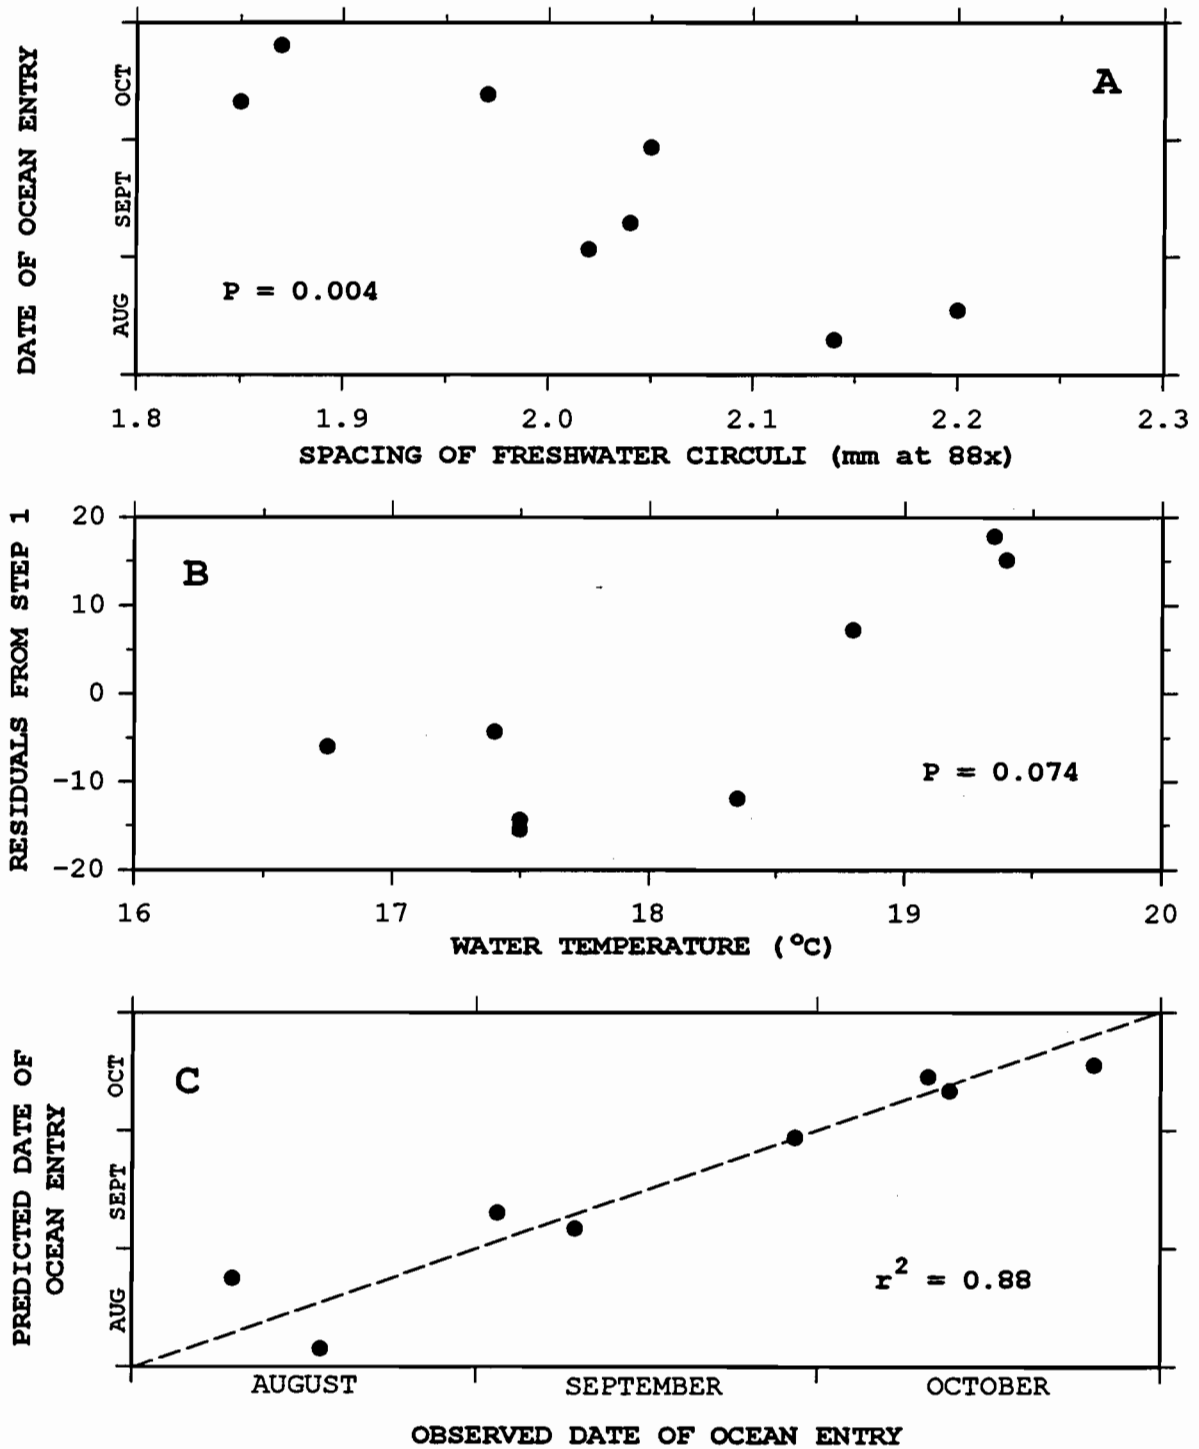 DATE OF OCEAN ENTRY
OCT
SEPT
AUG
A
P = 0.004
1.8 1.9 2.0 2.1 2.2 2.3
SPACING OF FRESHWATER CIRCULI (mm at 88x)
RESIDUALS FROM STEP 1
20
10
0
-10
-20
B
P = 0.074
16 17 18 19 20
WATER TEMPERATURE (°C)
PREDICTED DATE OF
OCEAN ENTRY
OCT
SEPT
AUG
C
r² = 0.88
AUGUST SEPTEMBER OCTOBER
OBSERVED DATE OF OCEAN ENTRY